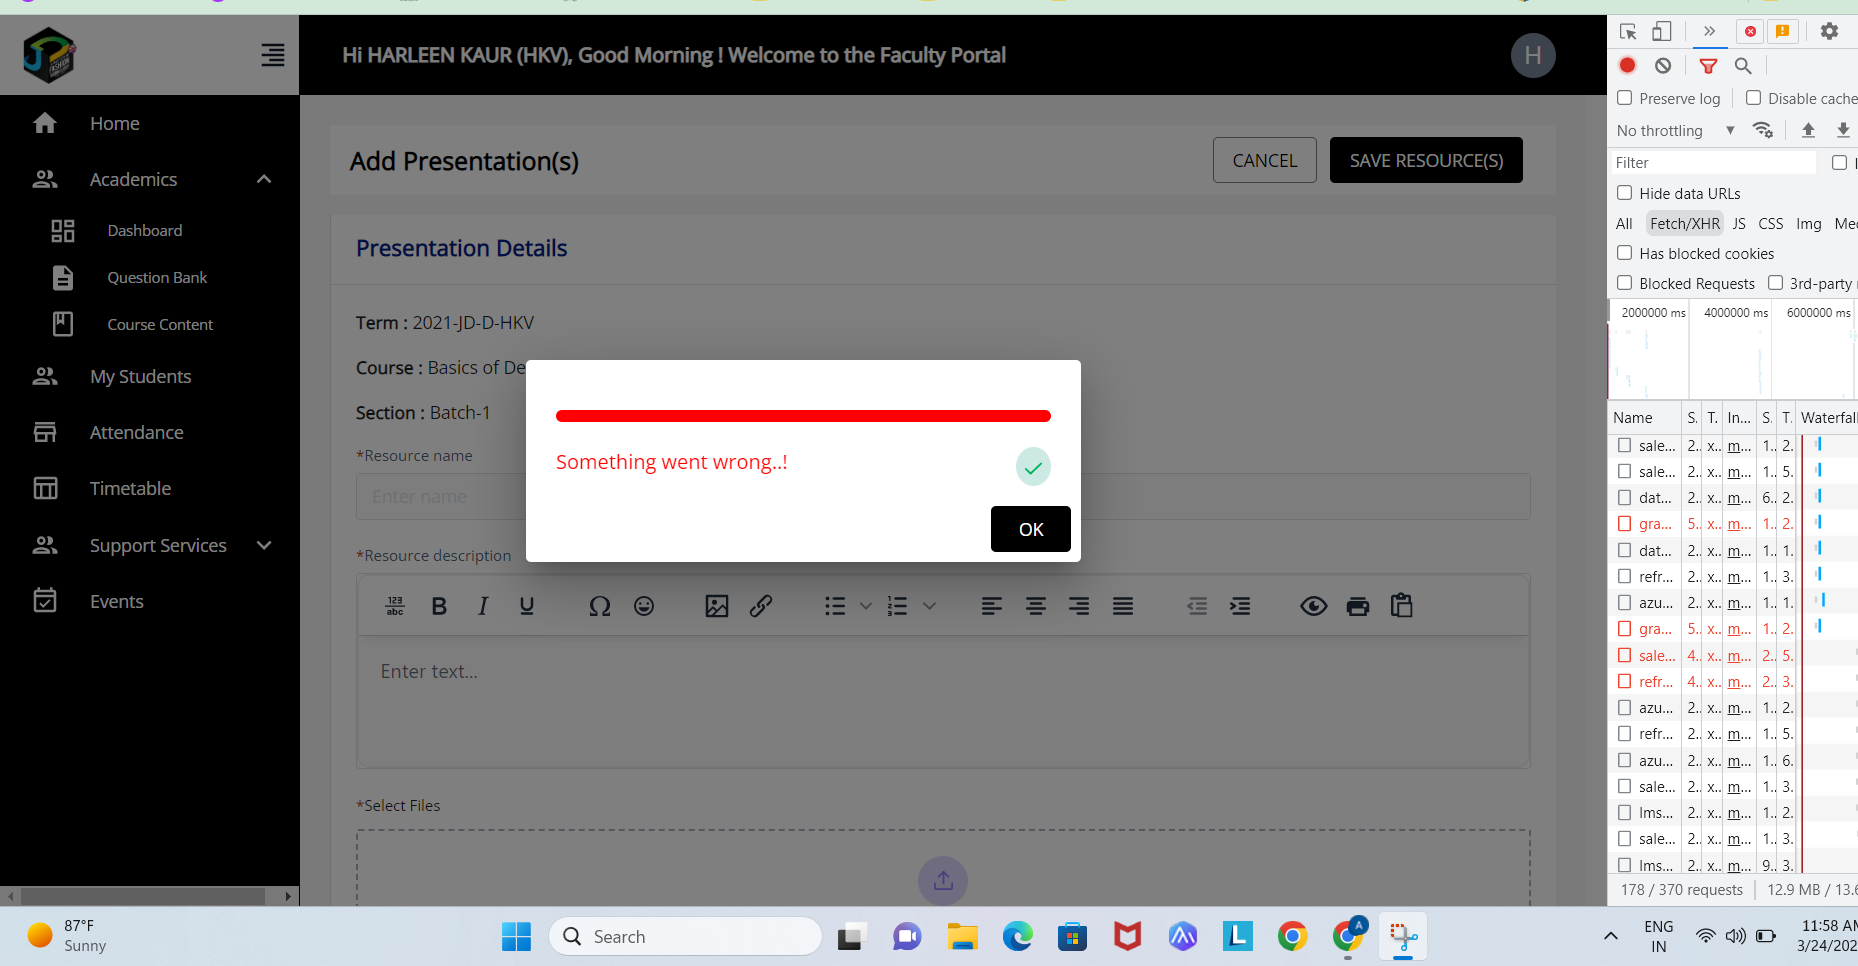 Hi HARLEEN KAUR (HKV), Good Morning ! Welcome to the Faculty Portal
H
Home
Academics
Dashboard
Question Bank
Course Content
My Students
Attendance
Timetable
Support Services
Events
Add Presentation(s)
CANCEL
SAVE RESOURCE(S)
Presentation Details
Term : 2021-JD-D-HKV
Course : Basics of De
Section : Batch-1
*Resource name
Enter name
Something went wrong..!
OK
*Resource description
123
abc
B I U Ω
Enter text...
*Select Files
Preserve log
Disable cache
No throttling
Filter
Hide data URLs
All Fetch/XHR JS CSS Img Me
Has blocked cookies
Blocked Requests
3rd-party
2000000 ms 4000000 ms 6000000 ms
Name S. T. In... S. T. Waterfall
sale... 2.. x.. m... 1.. 2.
sale... 2.. x.. m... 1.. 5.
dat... 2.. x.. m... 6.. 2.
gra... 5.. x.. m... 1.. 2.
dat... 2.. x.. m... 1.. 1.
refr... 2.. x.. m... 1.. 3.
azu... 2.. x.. m... 1.. 1.
gra... 5.. x.. m... 1.. 2.
sale... 4.. x.. m... 2.. 5.
refr... 4.. x.. m... 2.. 3.
azu... 2.. x.. m... 1.. 2.
refr... 2.. x.. m... 1.. 5.
azu... 2.. x.. m... 1.. 6.
sale... 2.. x.. m... 1.. 3.
lms... 2.. x.. m... 1.. 2.
sale... 2.. x.. m... 1.. 3.
lms... 2.. x.. m... 9.. 3.
178 / 370 requests 12.9 MB / 13.6
87°F
Sunny
Search
L
A
ENG
IN
11:58 AM
3/24/202